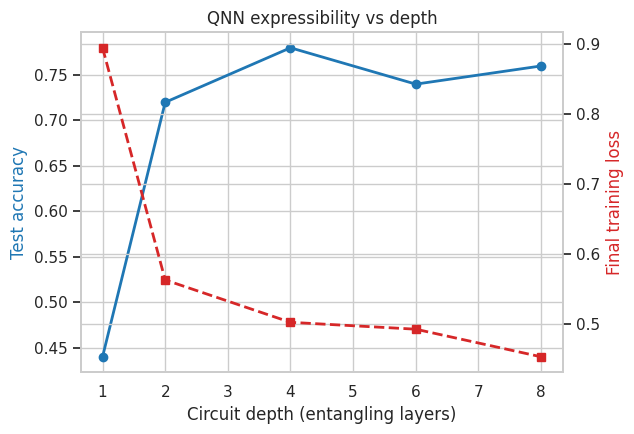 QNN expressibility vs depth
Test accuracy
0.75
0.70
0.65
0.60
0.55
0.50
0.45
0.9
0.8
0.7
0.6
0.5
Final training loss
1 2 3 4 5 6 7 8
Circuit depth (entangling layers)